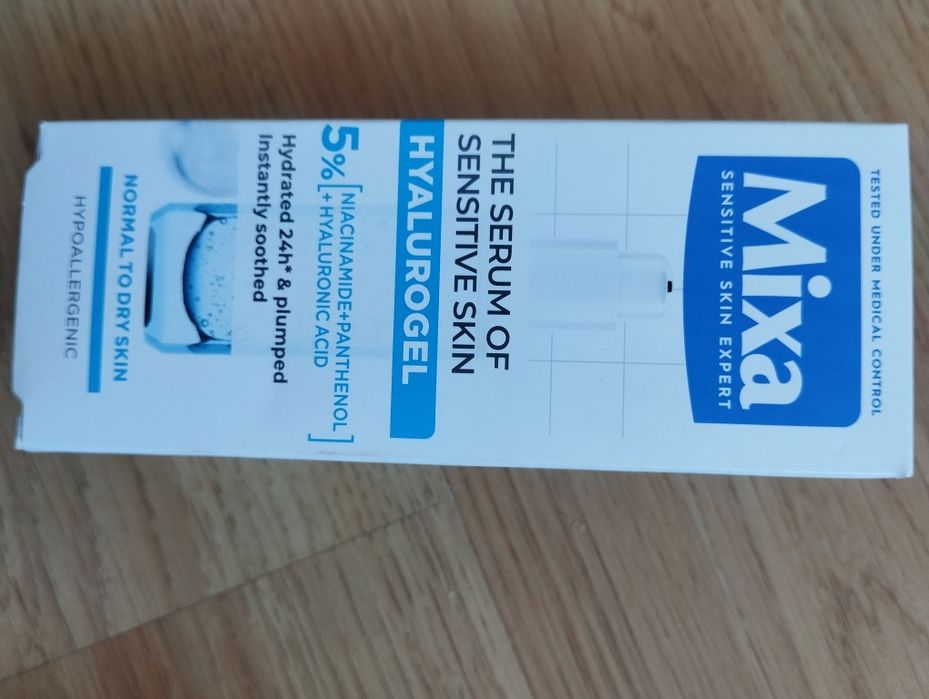 TESTED UNDER MEDICAL CONTROL
Mixa
SENSITIVE SKIN EXPERT
THE SERUM OF
SENSITIVE SKIN
HYALUROGEL
5% [NIACINAMIDE+PANTHENOL
+ HYALURONIC ACID]
Hydrated 24h* & plumped
Instantly soothed
NORMAL TO DRY SKIN
HYPOALLERGENIC